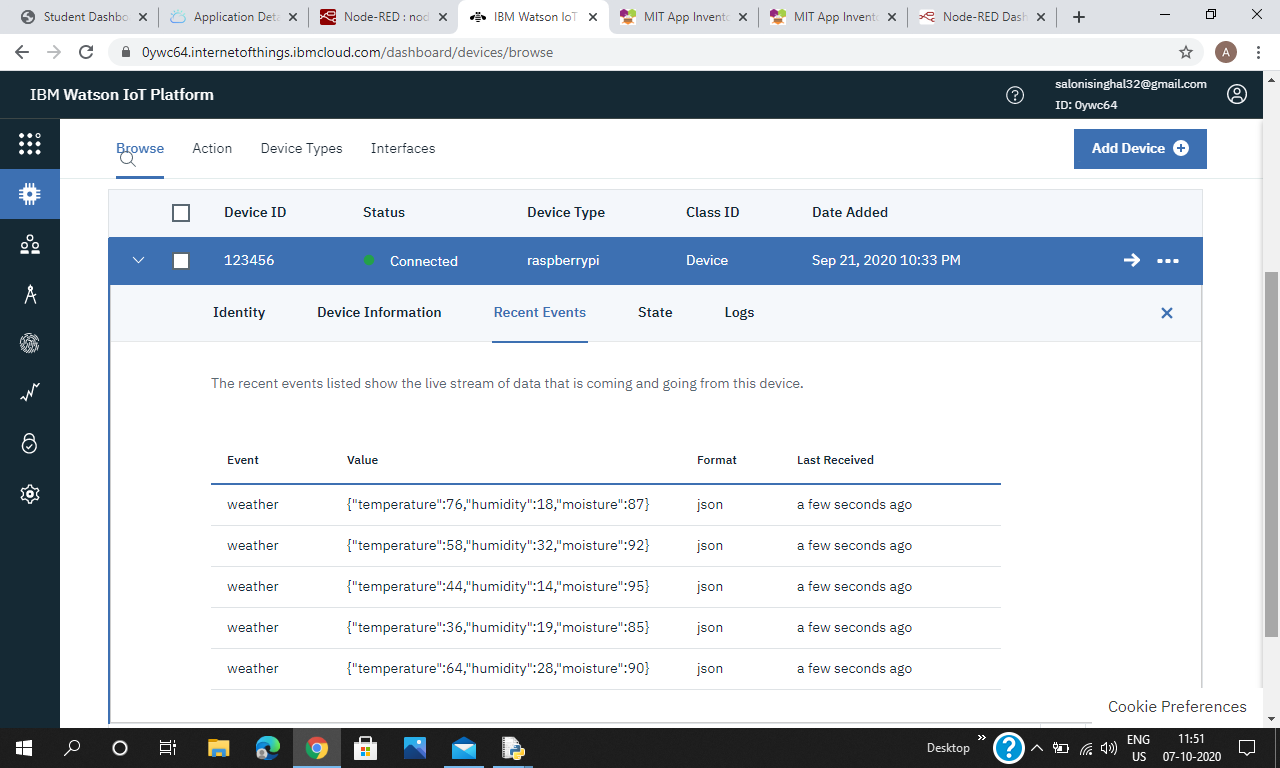 Student Dashbo
Application Deta
Node-RED : nod
IBM Watson IoT
MIT App Invento
MIT App Invento
Node-RED Dash
0ywc64.internetofthings.ibmcloud.com/dashboard/devices/browse
A
IBM Watson IoT Platform
salonisinghal32@gmail.com
ID: 0ywc64
Browse Action Device Types Interfaces
Add Device
Device ID Status Device Type Class ID Date Added
123456 Connected raspberrypi Device Sep 21, 2020 10:33 PM
Identity Device Information Recent Events State Logs
The recent events listed show the live stream of data that is coming and going from this device.
Event Value Format Last Received
weather {"temperature":76,"humidity":18,"moisture":87} json a few seconds ago
weather {"temperature":58,"humidity":32,"moisture":92} json a few seconds ago
weather {"temperature":44,"humidity":14,"moisture":95} json a few seconds ago
weather {"temperature":36,"humidity":19,"moisture":85} json a few seconds ago
weather {"temperature":64,"humidity":28,"moisture":90} json a few seconds ago
Cookie Preferences
Desktop
ENG
US
11:51
07-10-2020